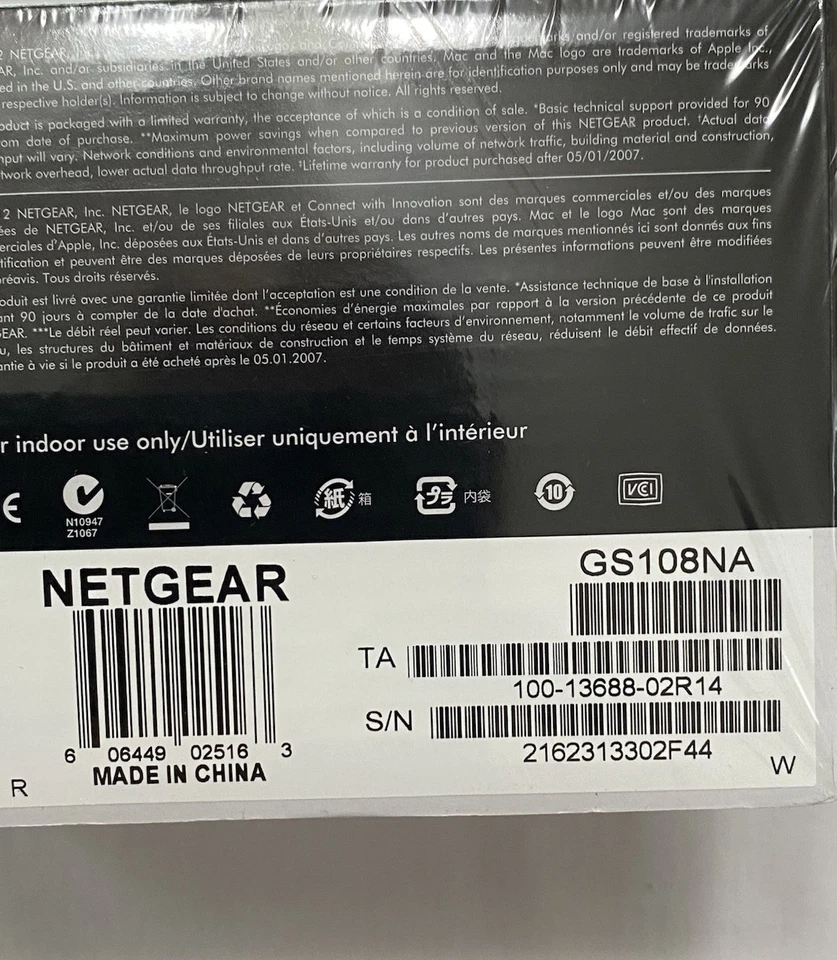 2 NETGEAR, and/or registered trademarks of
AR, Inc. and/or subsidiaries in the United States and/or other countries. Mac and the Mac logo are trademarks of Apple Inc.,
ed in the U.S. and other countries. Other brand names mentioned herein are for identification purposes only and may be trademarks
respective holder(s). Information is subject to change without notice. All rights reserved.
oduct is packaged with a limited warranty, the acceptance of which is a condition of sale. *Basic technical support provided for 90
om date of purchase. **Maximum power savings when compared to previous version of this NETGEAR product. †Actual data
hput will vary. Network conditions and environmental factors, including volume of network traffic, building material and construction,
twork overhead, lower actual data throughput rate. ‡Lifetime warranty for product purchased after 05/01/2007.
2 NETGEAR, Inc. NETGEAR, le logo NETGEAR et Connect with Innovation sont des marques commerciales et/ou des marques
ées de NETGEAR, Inc. et/ou de ses filiales aux États-Unis et/ou dans d'autres pays. Mac et le logo Mac sont des marques
erciales d'Apple, Inc. déposées aux États-Unis et dans d'autres pays. Les autres noms de marques mentionnés ici sont donnés aux fins
tification et peuvent être des marques déposées de leurs propriétaires respectifs. Les présentes informations peuvent être modifiées
préavis. Tous droits réservés.
oduit est livré avec une garantie limitée dont l'acceptation est une condition de la vente. *Assistance technique de base à l'installation
ant 90 jours à compter de la date d'achat. **Économies d'énergie maximales par rapport à la version précédente de ce produit
GEAR. ***Le débit réel peut varier. Les conditions du réseau et certains facteurs d'environnement, notamment le volume de trafic sur le
u, les structures du bâtiment et matériaux de construction et le temps système du réseau, réduisent le débit effectif de données.
antie à vie si le produit a été acheté après le 05.01.2007.
r indoor use only/Utiliser uniquement à l'intérieur
CE
N10947
Z1067
紙 箱
プラ 内袋
10
VCI
NETGEAR
6 06449 02516 3
MADE IN CHINA
R
GS108NA
TA
100-13688-02R14
S/N
2162313302F44
W